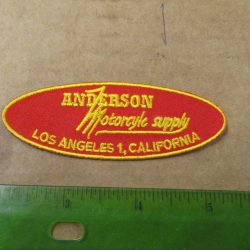 ANDERSON
Motorcyle supply
LOS ANGELES 1, CALIFORNIA